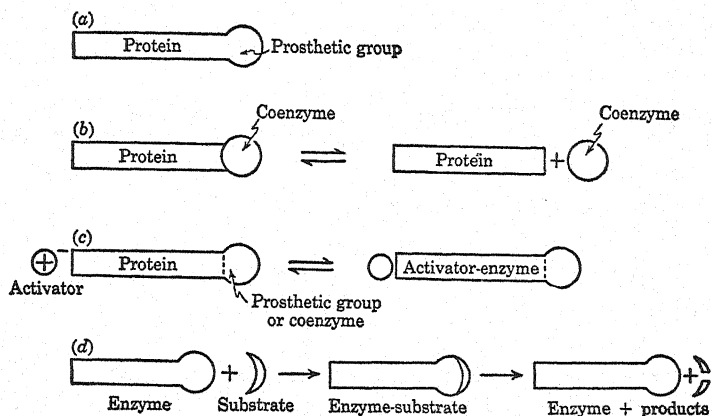 (a)
Protein
Prosthetic group
Coenzyme
Coenzyme
(b)
Protein
Protein
+
(c)
+
−
Protein
Activator-enzyme
Activator
Prosthetic group
or coenzyme
(d)
+
+
Enzyme
Substrate
Enzyme-substrate
Enzyme + products